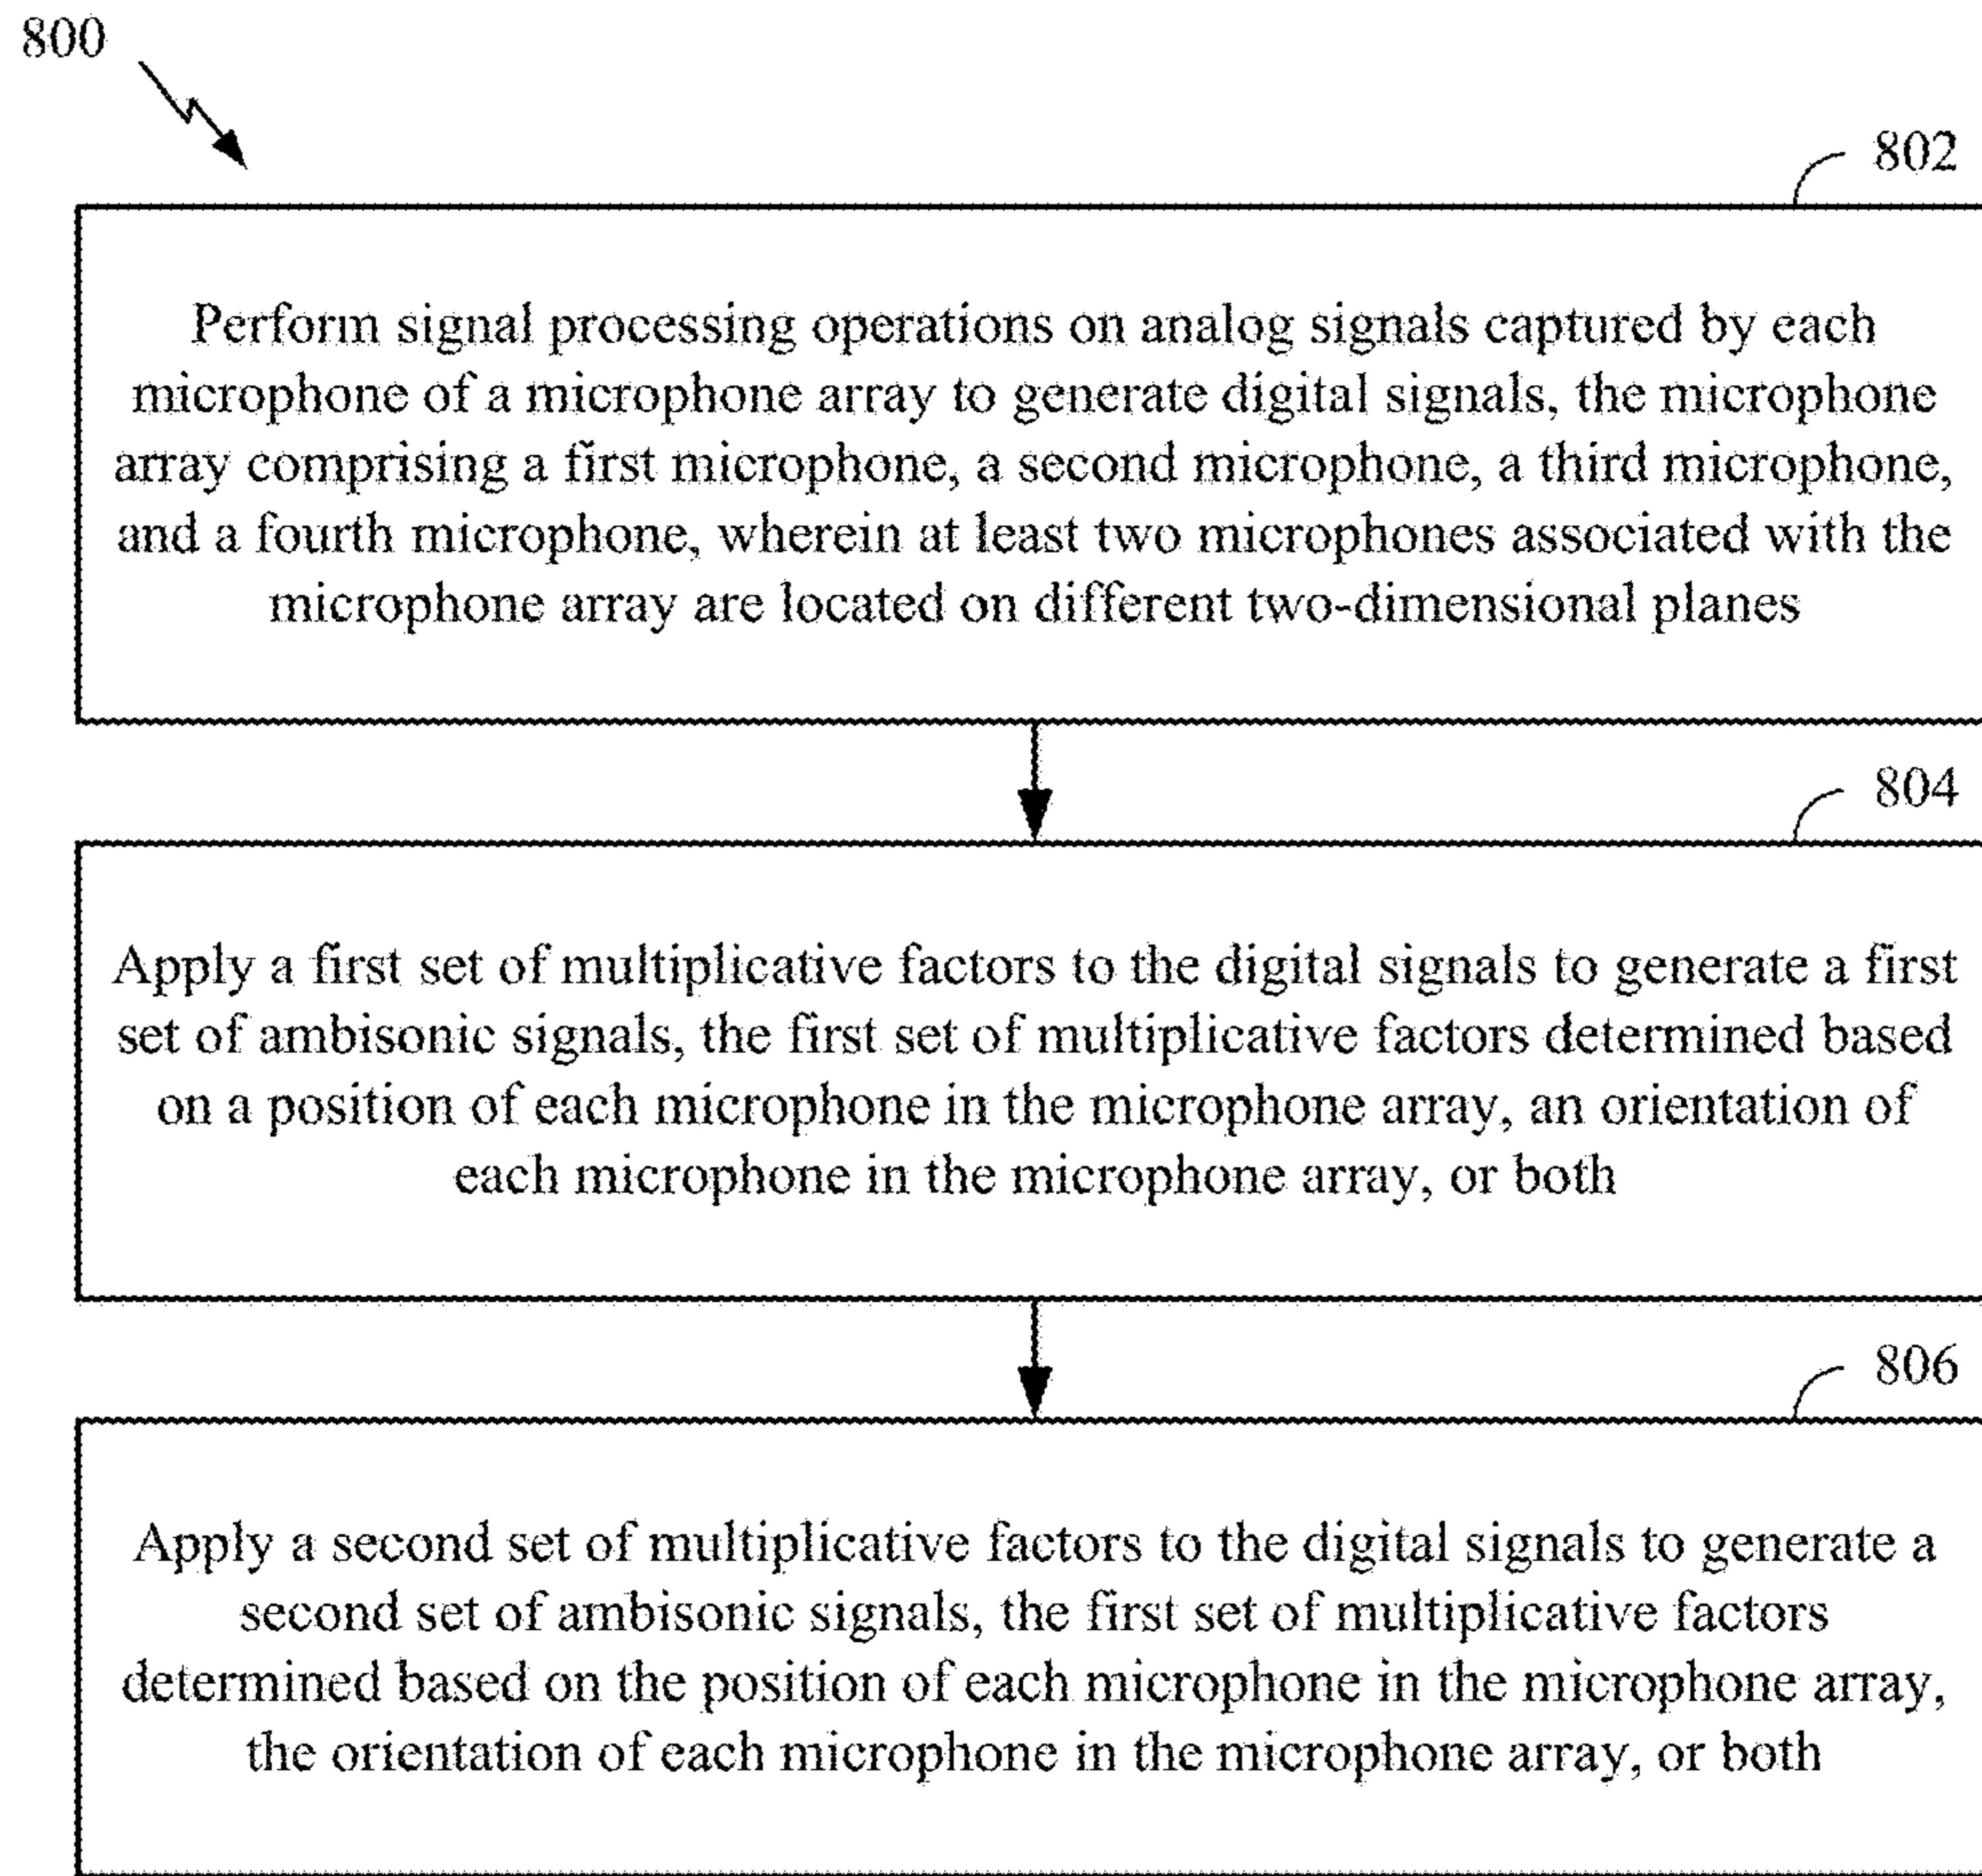 800
802
Perform signal processing operations on analog signals captured by each
microphone of a microphone array to generate digital signals, the microphone
array comprising a first microphone, a second microphone, a third microphone,
and a fourth microphone, wherein at least two microphones associated with the
microphone array are located on different two-dimensional planes
804
Apply a first set of multiplicative factors to the digital signals to generate a first
set of ambisonic signals, the first set of multiplicative factors determined based
on a position of each microphone in the microphone array, an orientation of
each microphone in the microphone array, or both
806
Apply a second set of multiplicative factors to the digital signals to generate a
second set of ambisonic signals, the first set of multiplicative factors
determined based on the position of each microphone in the microphone array,
the orientation of each microphone in the microphone array, or both